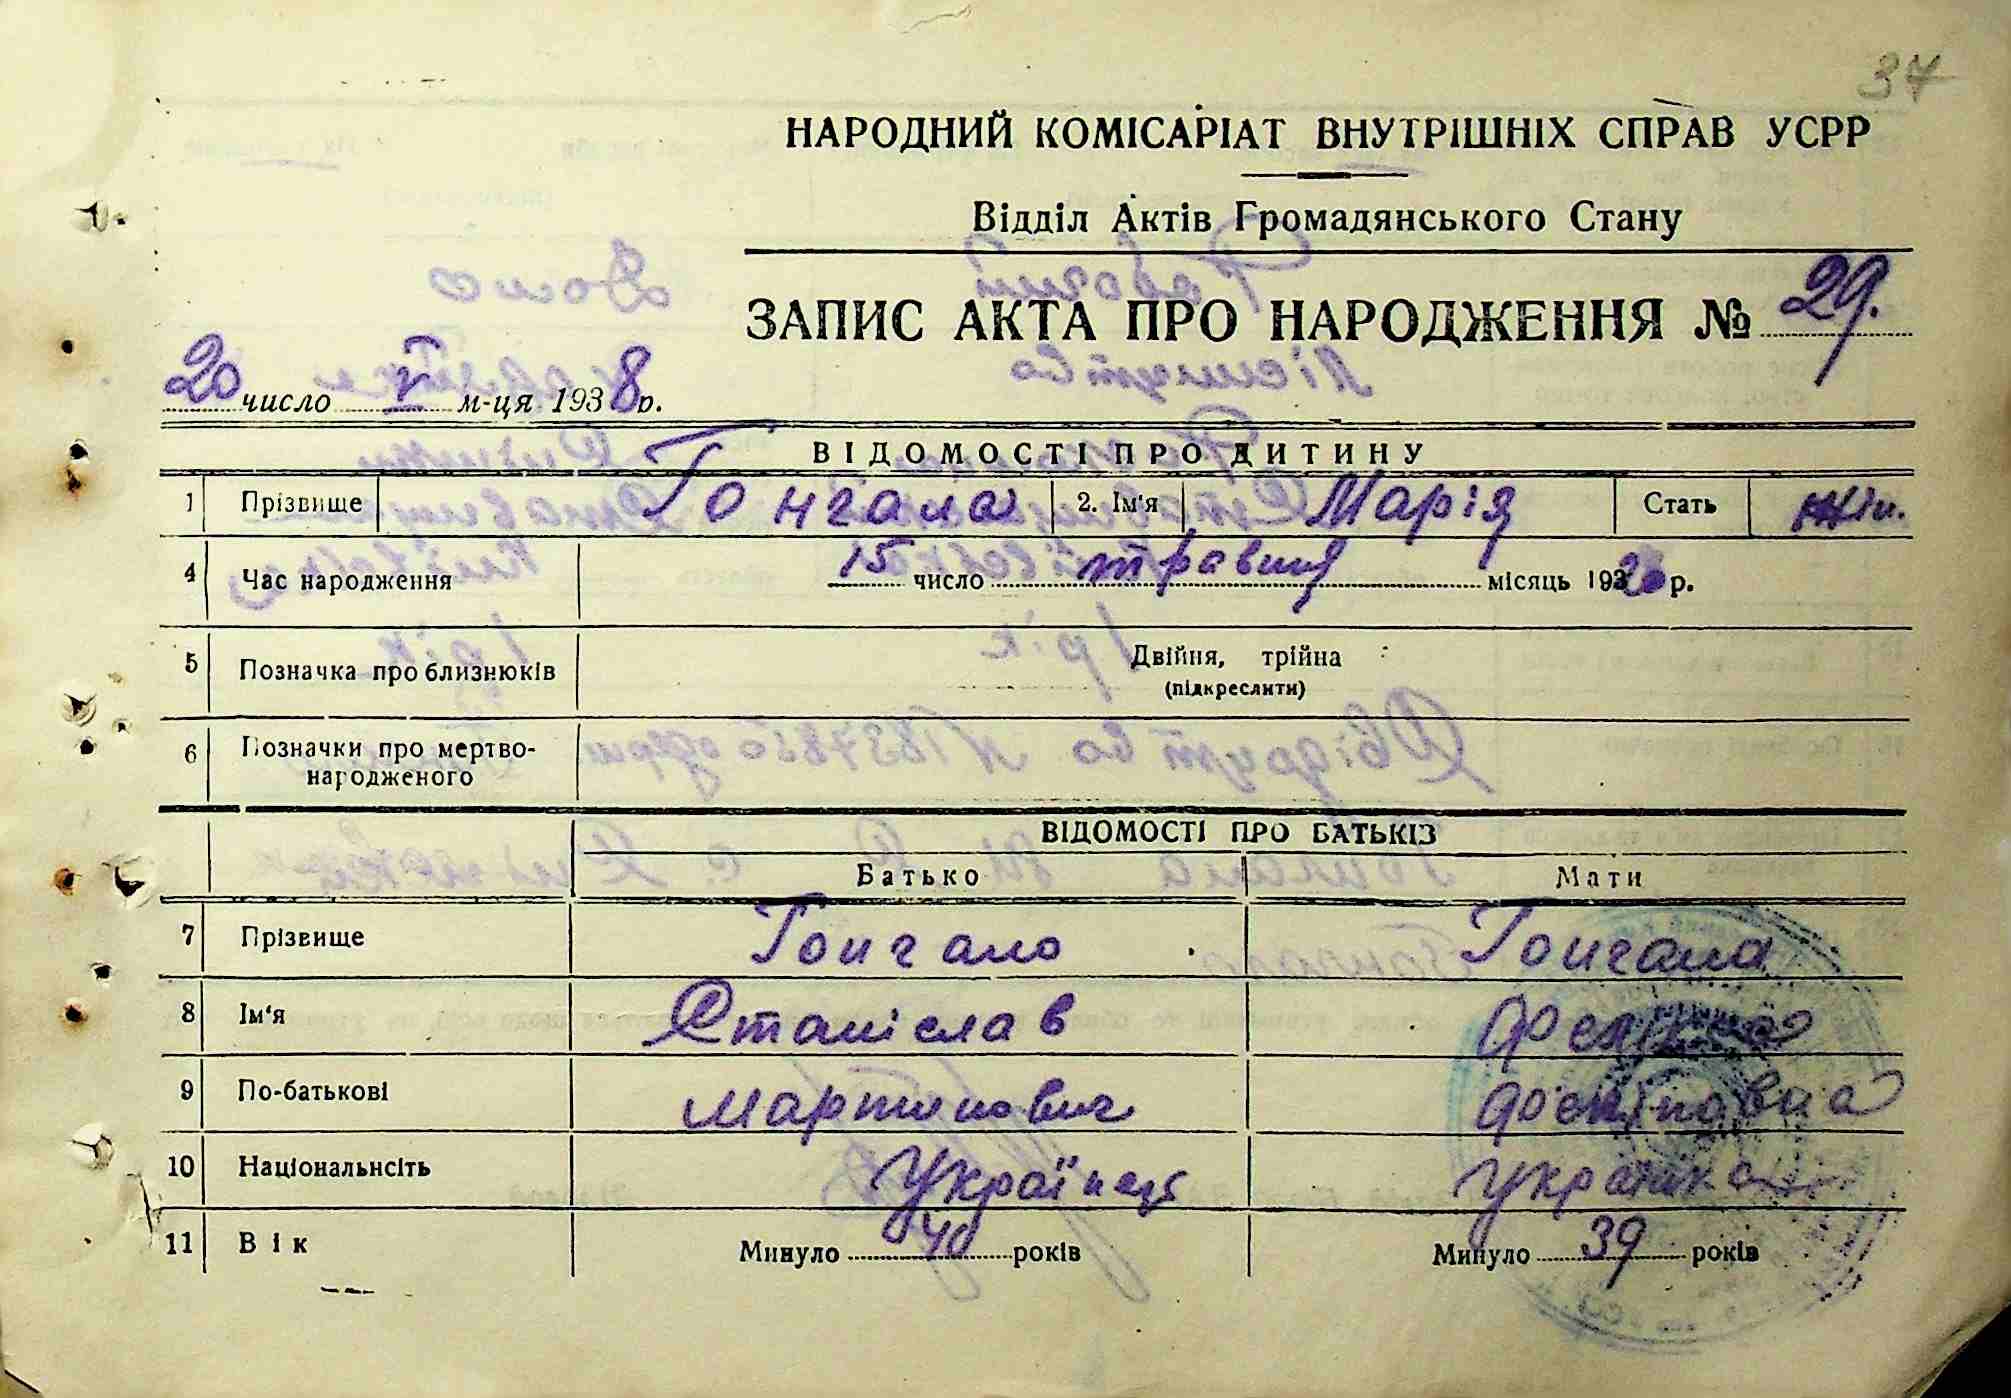 37
НАРОДНИЙ КОМІСАРІАТ ВНУТРІШНІХ СПРАВ УСРР
Відділ Актів Громадянського Стану
ЗАПИС АКТА ПРО НАРОДЖЕННЯ № 29.
20 число V м-ця 1938 р.
ВІДОМОСТІ ПРО ДИТИНУ
1 Прізвище Гонгала 2. Ім'я Марія Стать жін.
4 Час народження 15 число травня місяць 193 р.
5 Позначка про близнюків Двійня, трійна
(підкреслити)
6 Позначки про мертво-
народженого
ВІДОМОСТІ ПРО БАТЬКІВ
Батько Мати
7 Прізвище Гонгало Гонгала
8 Ім'я Станіслав
9 По-батькові Мартинович
10 Національнсіть Українець Українка
11 Вік Минуло 40 років Минуло 39 років